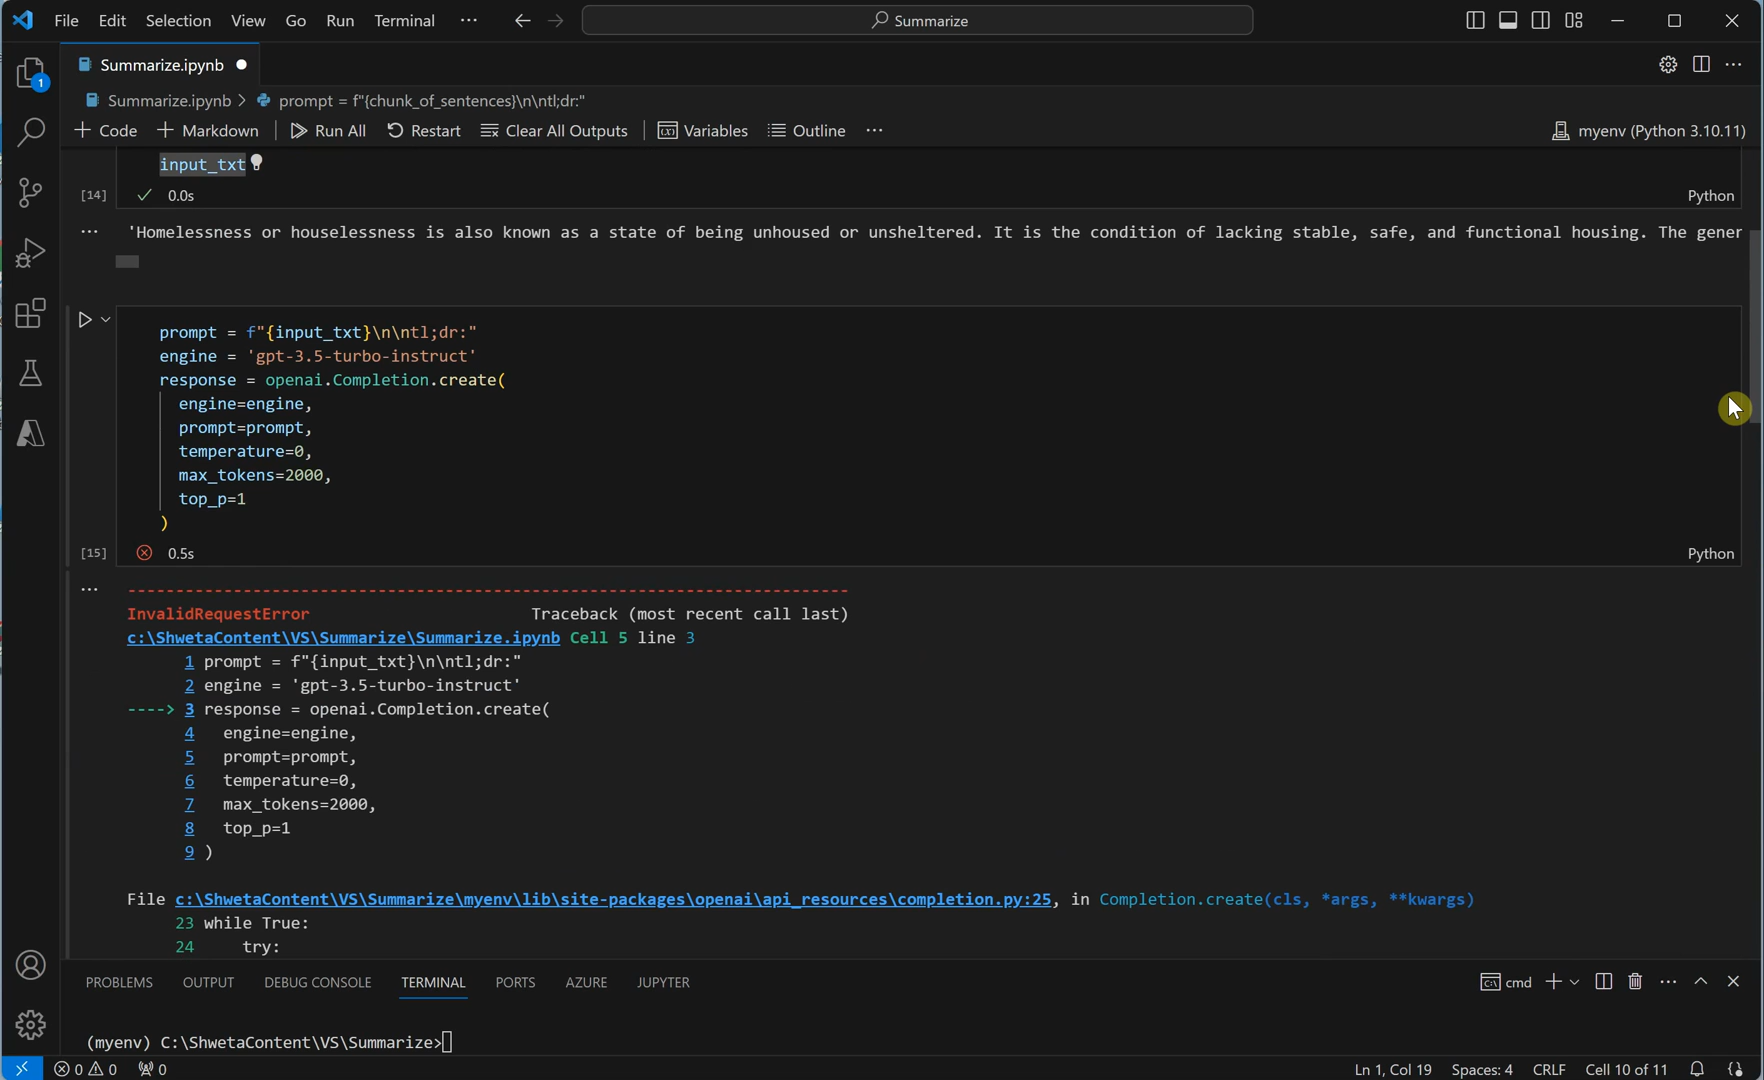 File Edit Selection View Go Run Terminal ··· Summarize
Summarize.ipynb
1
Summarize.ipynb > prompt = f"{chunk_of_sentences}\n\ntl;dr:"
+ Code + Markdown Run All Restart Clear All Outputs Variables Outline ··· myenv (Python 3.10.11)
input_txt
[14] 0.0s Python
··· 'Homelessness or houselessness is also known as a state of being unhoused or unsheltered. It is the condition of lacking stable, safe, and functional housing. The gener
prompt = f"{input_txt}\n\ntl;dr:"
engine = 'gpt-3.5-turbo-instruct'
response = openai.Completion.create(
engine=engine,
prompt=prompt,
temperature=0,
max_tokens=2000,
top_p=1
)
[15] 0.5s Python
··· ---------------------------------------------------------------------------
InvalidRequestError Traceback (most recent call last)
c:\ShwetaContent\VS\Summarize\Summarize.ipynb Cell 5 line 3
1 prompt = f"{input_txt}\n\ntl;dr:"
2 engine = 'gpt-3.5-turbo-instruct'
----> 3 response = openai.Completion.create(
4 engine=engine,
5 prompt=prompt,
6 temperature=0,
7 max_tokens=2000,
8 top_p=1
9 )
File c:\ShwetaContent\VS\Summarize\myenv\lib\site-packages\openai\api_resources\completion.py:25, in Completion.create(cls, *args, **kwargs)
23 while True:
24 try:
PROBLEMS OUTPUT DEBUG CONSOLE TERMINAL PORTS AZURE JUPYTER cmd
(myenv) C:\ShwetaContent\VS\Summarize>
0 0 0 Ln 1, Col 19 Spaces: 4 CRLF Cell 10 of 11